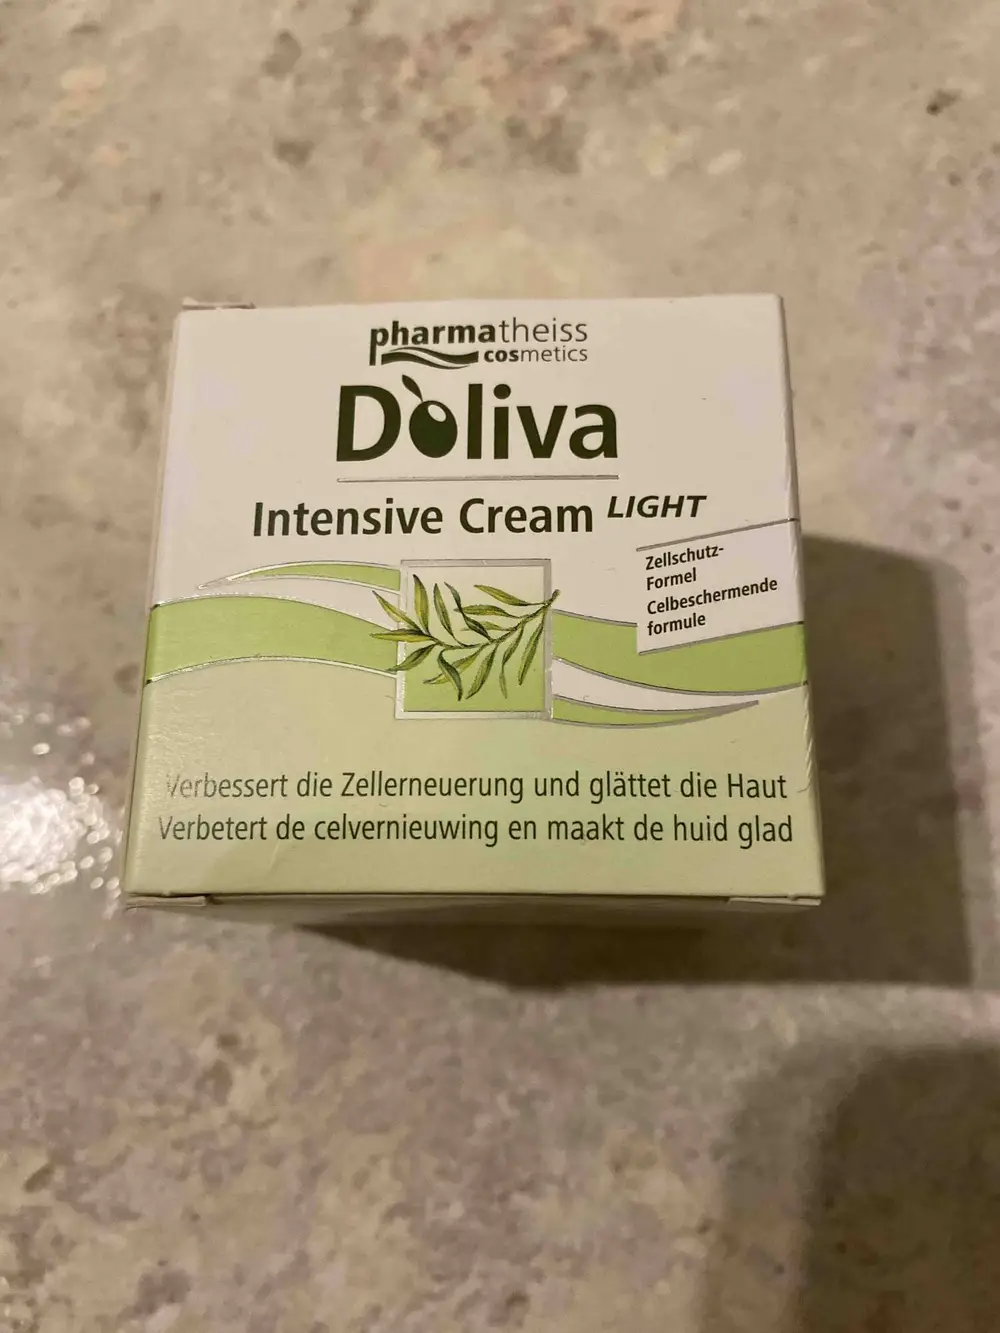 pharmatheiss
cosmetics
Doliva
Intensive Cream LIGHT
Zellschutz-
Formel
Celbeschermende
formule
Verbessert die Zellerneuerung und glättet die Haut
Verbetert de celvernieuwing en maakt de huid glad